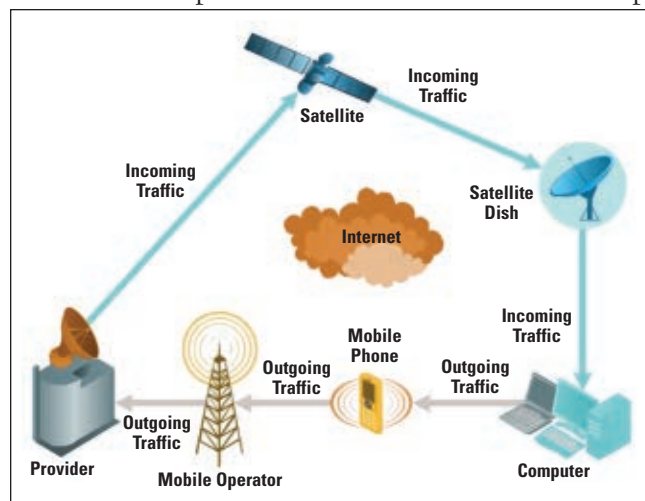 Incoming
Traffic
Satellite
Incoming
Traffic
Satellite
Dish
Internet
Incoming
Traffic
Mobile
Phone
Outgoing
Traffic
Outgoing
Traffic
Outgoing
Traffic
Provider
Mobile Operator
Computer